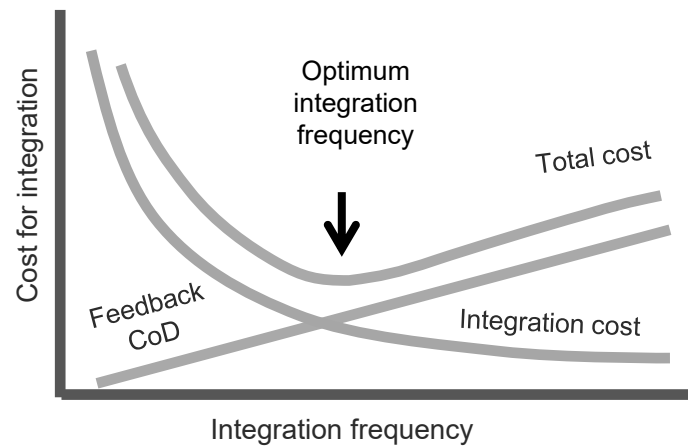 Cost for integration
Optimum
integration
frequency
Total cost
Feedback
CoD
Integration cost
Integration frequency